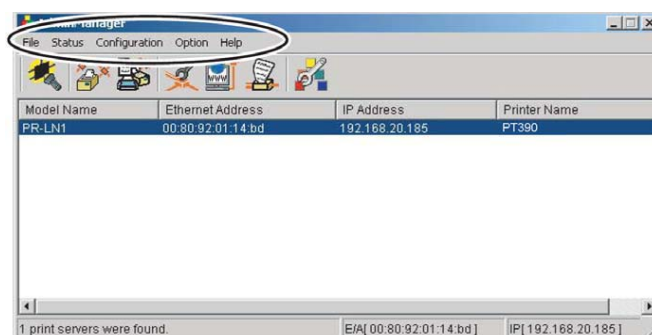 AdminManager
File Status Configuration Option Help
Model Name Ethernet Address IP Address Printer Name
PR-LN1 00:80:92:01:14:bd 192.168.20.185 PT390
1 print servers were found. E/A[ 00:80:92:01:14:bd ] IP[ 192.168.20.185 ]